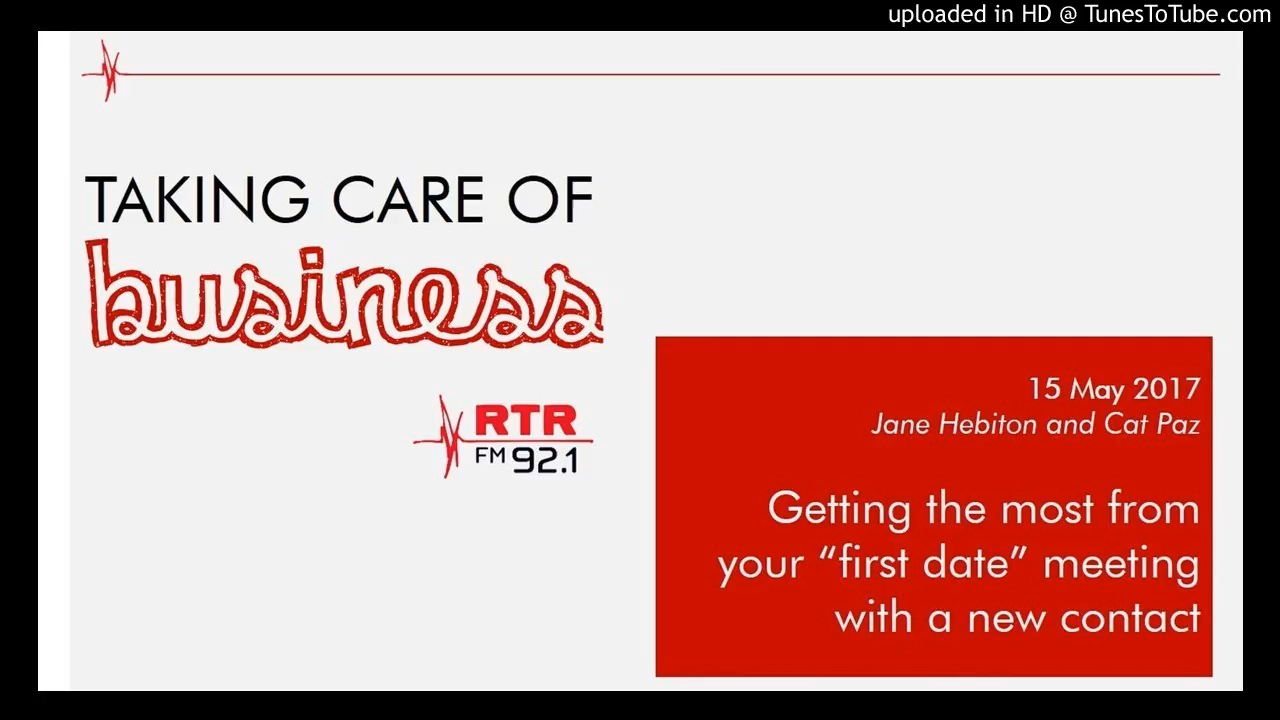 uploaded in HD @ TunesToTube.com
TAKING CARE OF
business
RTR
FM 92.1
15 May 2017
Jane Hebiton and Cat Paz
Getting the most from
your “first date” meeting
with a new contact